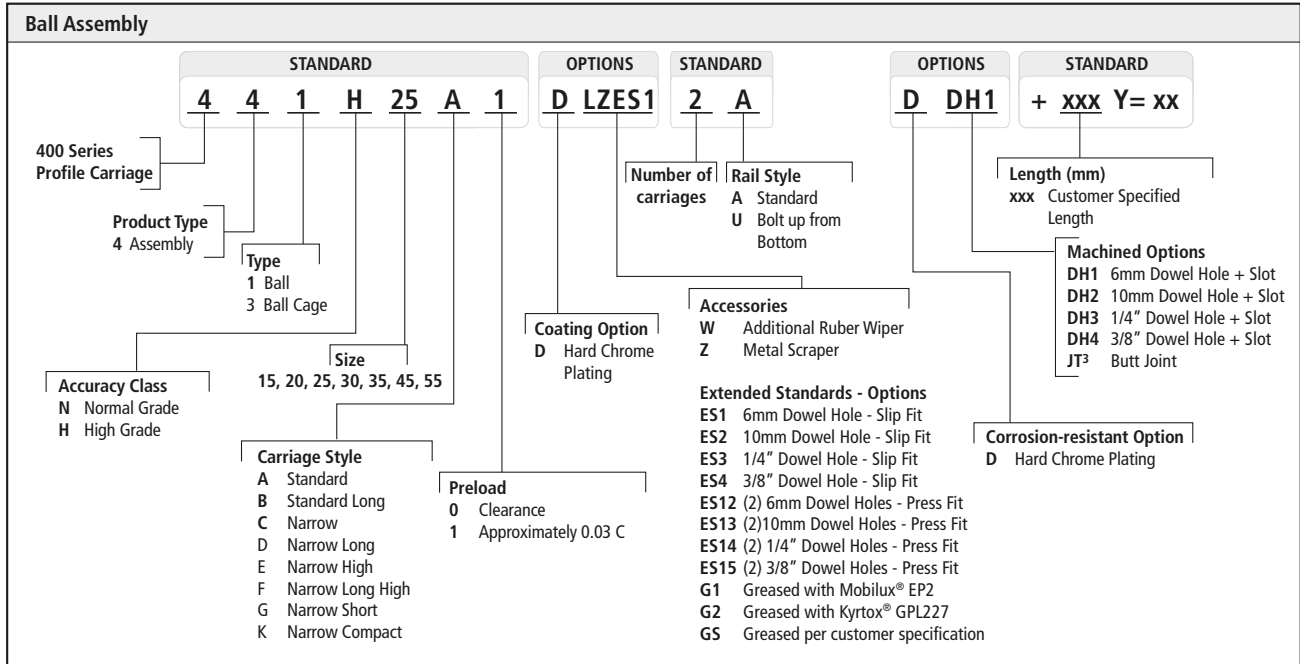 Ball Assembly
STANDARD OPTIONS STANDARD OPTIONS STANDARD
4 4 1 H 25 A 1 D LZES1 2 A D DH1 + xxx Y= xx
400 Series
Profile Carriage
Product Type
4 Assembly
Type
1 Ball
3 Ball Cage
Accuracy Class
N Normal Grade
H High Grade
Size
15, 20, 25, 30, 35, 45, 55
Carriage Style
A Standard
B Standard Long
C Narrow
D Narrow Long
E Narrow High
F Narrow Long High
G Narrow Short
K Narrow Compact
Preload
0 Clearance
1 Approximately 0.03 C
Coating Option
D Hard Chrome
Plating
Number of
carriages
Rail Style
A Standard
U Bolt up from
Bottom
Accessories
W Additional Ruber Wiper
Z Metal Scraper
Extended Standards - Options
ES1 6mm Dowel Hole - Slip Fit
ES2 10mm Dowel Hole - Slip Fit
ES3 1/4" Dowel Hole - Slip Fit
ES4 3/8" Dowel Hole - Slip Fit
ES12 (2) 6mm Dowel Holes - Press Fit
ES13 (2)10mm Dowel Holes - Press Fit
ES14 (2) 1/4" Dowel Holes - Press Fit
ES15 (2) 3/8" Dowel Holes - Press Fit
G1 Greased with Mobilux® EP2
G2 Greased with Kyrtox® GPL227
GS Greased per customer specification
Length (mm)
xxx Customer Specified
Length
Machined Options
DH1 6mm Dowel Hole + Slot
DH2 10mm Dowel Hole + Slot
DH3 1/4" Dowel Hole + Slot
DH4 3/8" Dowel Hole + Slot
JT³ Butt Joint
Corrosion-resistant Option
D Hard Chrome Plating